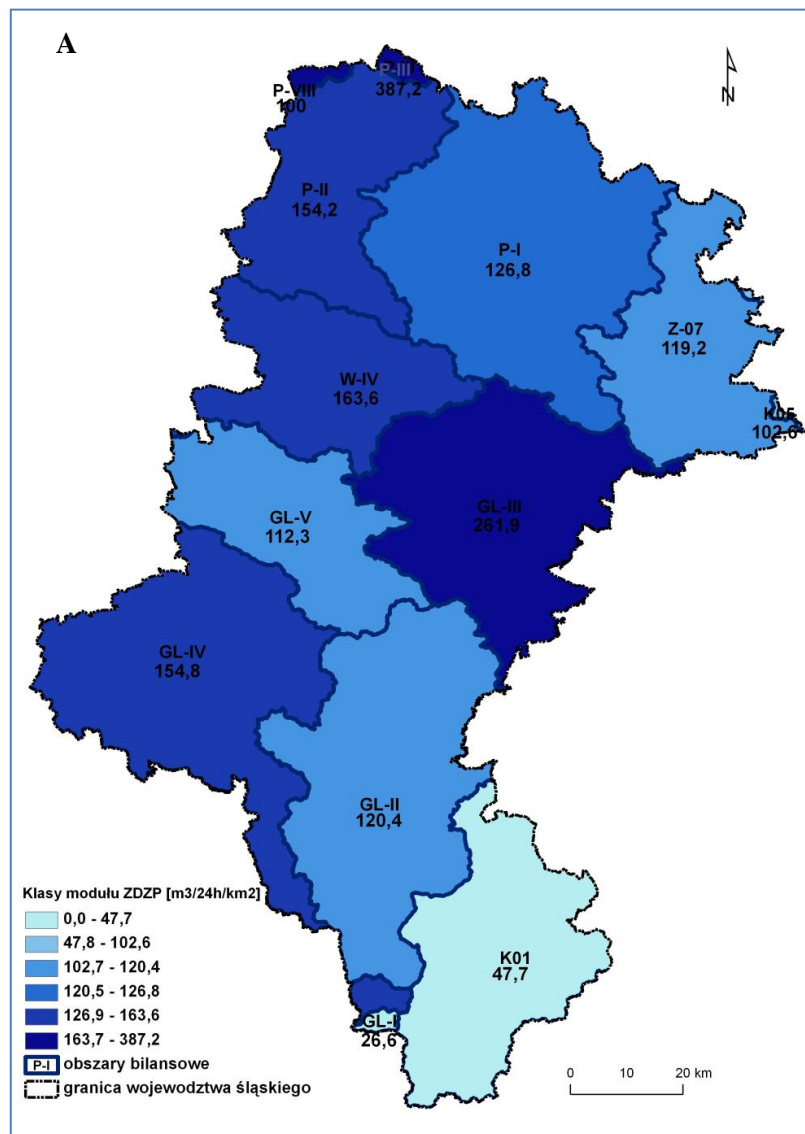 A
N
P-VIII
100
P-III
387,2
P-II
154,2
P-I
126,8
Z-07
119,2
K05
102,6
W-IV
163,6
GL-III
261,9
GL-V
112,3
GL-IV
154,8
GL-II
120,4
K01
47,7
GL-I
26,6
Klasy modułu ZDZP [m3/24h/km2]
0,0 - 47,7
47,8 - 102,6
102,7 - 120,4
120,5 - 126,8
126,9 - 163,6
163,7 - 387,2
P-I obszary bilansowe
granica wojewodztwa śląskiego
0 10 20 km